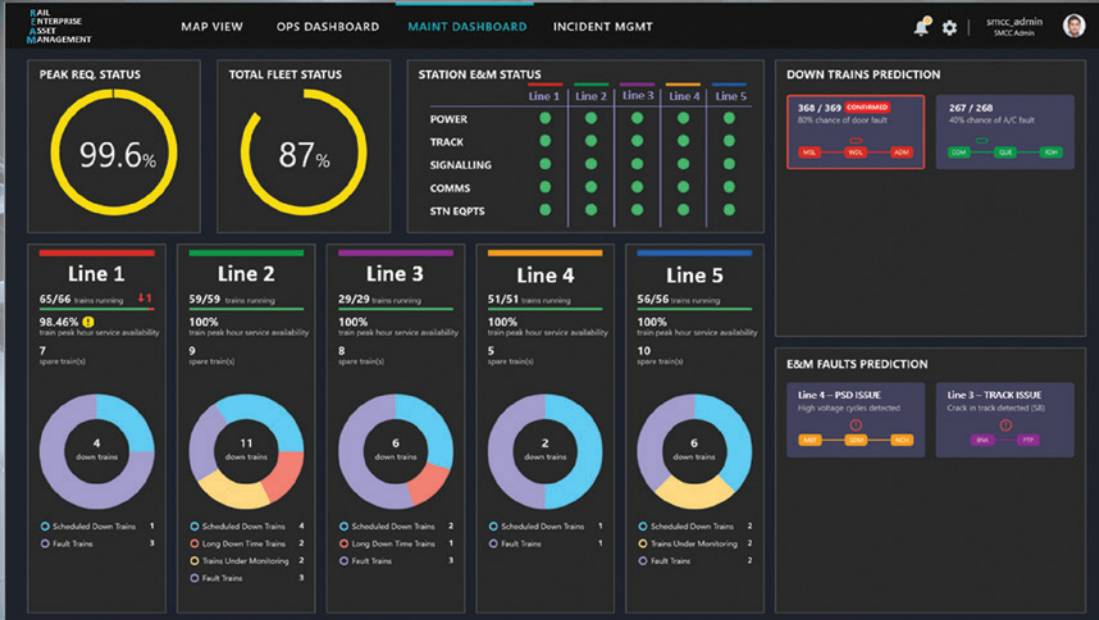 RAIL
ENTERPRISE
ASSET
MANAGEMENT
MAP VIEW
OPS DASHBOARD
MAINT DASHBOARD
INCIDENT MGMT
smcc_admin
SMCC Admin
PEAK REQ. STATUS
99.6%
TOTAL FLEET STATUS
87%
STATION E&M STATUS
Line 1 Line 2 Line 3 Line 4 Line 5
POWER
TRACK
SIGNALLING
COMMS
STN EQPTS
DOWN TRAINS PREDICTION
368 / 369 CONFIRMED
80% chance of door fault
MSL WDL ADM
267 / 268
40% chance of A/C fault
COM QUE FDH
Line 1
65/66 trains running 1
98.46%
train peak hour service availability
7
spare train(s)
4
down trains
Scheduled Down Trains 1
Fault Trains 3
Line 2
59/59 trains running
100%
train peak hour service availability
9
spare train(s)
11
down trains
Scheduled Down Trains 4
Long Down Time Trains 2
Trains Under Monitoring 2
Fault Trains 3
Line 3
29/29 trains running
100%
train peak hour service availability
8
spare train(s)
6
down trains
Scheduled Down Trains 2
Long Down Time Trains 1
Fault Trains 3
Line 4
51/51 trains running
100%
train peak hour service availability
5
spare train(s)
2
down trains
Scheduled Down Trains 1
Fault Trains 1
Line 5
56/56 trains running
100%
train peak hour service availability
10
spare train(s)
6
down trains
Scheduled Down Trains 2
Trains Under Monitoring 2
Fault Trains 2
E&M FAULTS PREDICTION
Line 4 – PSD ISSUE
High voltage cycles detected
NCH
Line 3 – TRACK ISSUE
Crack in track detected (SB)
BNK PTP